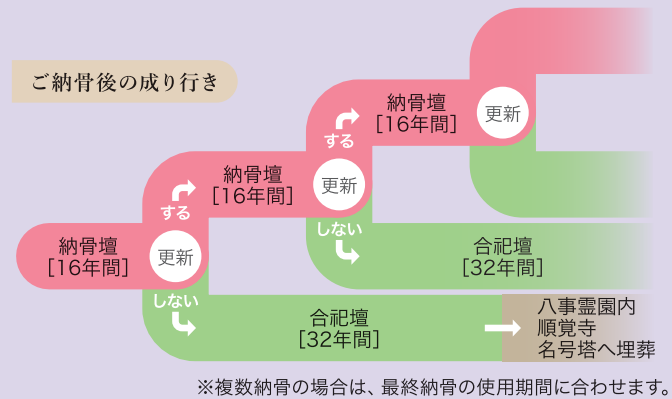 ご納骨後の成り行き
納骨壇
[16年間]
更新
する
納骨壇
[16年間]
更新
する
納骨壇
[16年間]
更新
しない
合祀壇
[32年間]
しない
合祀壇
[32年間]
八事霊園内
順覚寺
名号塔へ埋葬
※複数納骨の場合は、最終納骨の使用期間に合わせます。